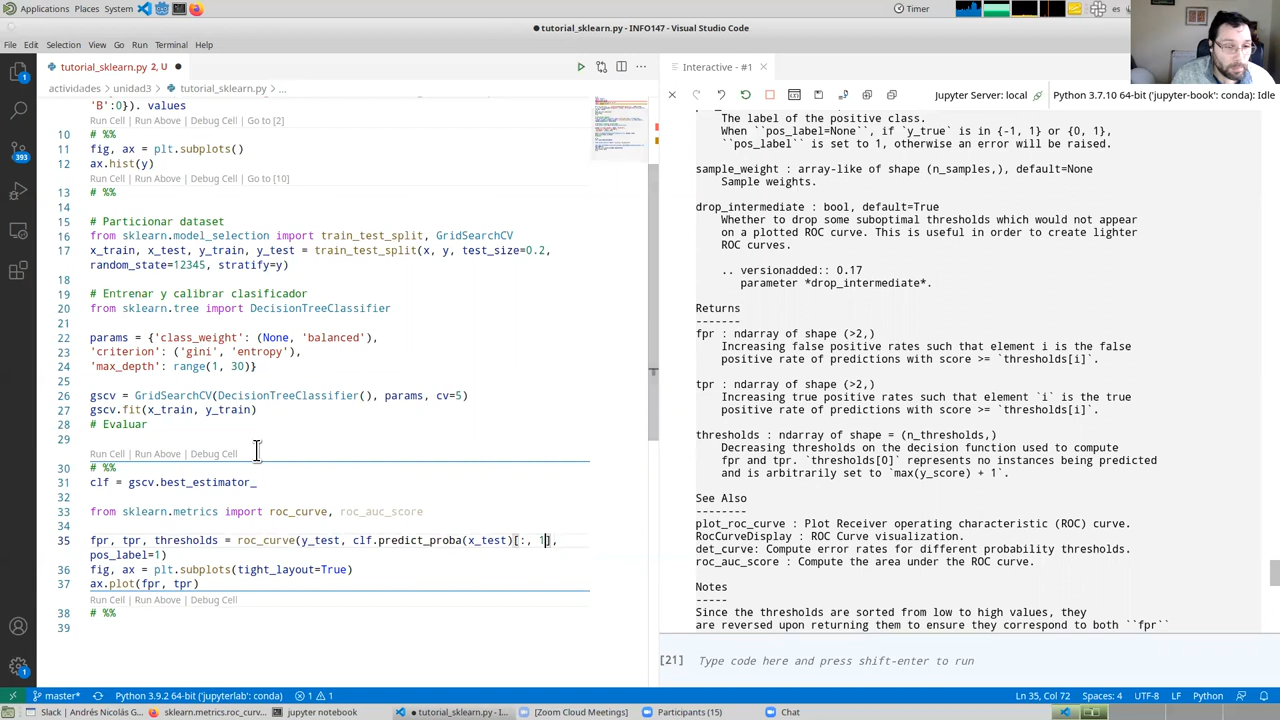 Applications Places System Timer es
tutorial_sklearn.py - INFO147 - Visual Studio Code
File Edit Selection View Go Run Terminal Help
tutorial_sklearn.py 2, U
Interactive - #1
actividades > unidad3 > tutorial_sklearn.py > ...
Jupyter Server: local Python 3.7.10 64-bit ('jupyter-book': conda): Idle
'B':0}). values
Run Cell | Run Above | Debug Cell | Go to [2]
10 # %%
11 fig, ax = plt.subplots()
12 ax.hist(y)
Run Cell | Run Above | Debug Cell | Go to [10]
13 # %%
14
15 # Particionar dataset
16 from sklearn.model_selection import train_test_split, GridSearchCV
17 x_train, x_test, y_train, y_test = train_test_split(x, y, test_size=0.2,
random_state=12345, stratify=y)
18
19 # Entrenar y calibrar clasificador
20 from sklearn.tree import DecisionTreeClassifier
21
22 params = {'class_weight': (None, 'balanced'),
23 'criterion': ('gini', 'entropy'),
24 'max_depth': range(1, 30)}
25
26 gscv = GridSearchCV(DecisionTreeClassifier(), params, cv=5)
27 gscv.fit(x_train, y_train)
28 # Evaluar
29
Run Cell | Run Above | Debug Cell
30 # %%
31 clf = gscv.best_estimator_
32
33 from sklearn.metrics import roc_curve, roc_auc_score
34
35 fpr, tpr, thresholds = roc_curve(y_test, clf.predict_proba(x_test)[:, 1],
pos_label=1)
36 fig, ax = plt.subplots(tight_layout=True)
37 ax.plot(fpr, tpr)
Run Cell | Run Above | Debug Cell
38 # %%
39
The label of the positive class.
When ``pos_label=None`` is in {-1, 1} or {0, 1}
``pos_label`` is set to 1, otherwise an error will be raised.
sample_weight : array-like of shape (n_samples,), default=None
Sample weights.
drop_intermediate : bool, default=True
Whether to drop some suboptimal thresholds which would not appear
on a plotted ROC curve. This is useful in order to create lighter
ROC curves.
.. versionadded:: 0.17
parameter *drop_intermediate*.
Returns
-------
fpr : ndarray of shape (>2,)
Increasing false positive rates such that element i is the false
positive rate of predictions with score >= `thresholds[i]`.
tpr : ndarray of shape (>2,)
Increasing true positive rates such that element `i` is the true
positive rate of predictions with score >= `thresholds[i]`.
thresholds : ndarray of shape = (n_thresholds,)
Decreasing thresholds on the decision function used to compute
fpr and tpr. `thresholds[0]` represents no instances being predicted
and is arbitrarily set to `max(y_score) + 1`.
See Also
--------
plot_roc_curve : Plot Receiver operating characteristic (ROC) curve.
RocCurveDisplay : ROC Curve visualization.
det_curve: Compute error rates for different probability thresholds.
roc_auc_score : Compute the area under the ROC curve.
Notes
-----
Since the thresholds are sorted from low to high values, they
are reversed upon returning them to ensure they correspond to both ``fpr``
[21] Type code here and press shift-enter to run
master* Python 3.9.2 64-bit ('jupyterlab': conda) 1 1 Ln 35, Col 72 Spaces: 4 UTF-8 LF Python
Slack | Andrés Nicolás G... sklearn.metrics.roc_curv... jupyter notebook tutorial_sklearn.py - I... [Zoom Cloud Meetings] Participants (15) Chat